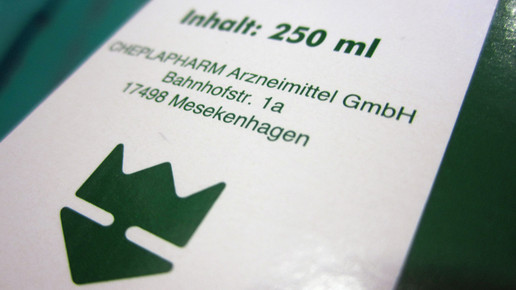 Inhalt: 250 ml
CHEPLAPHARM Arzneimittel GmbH
Bahnhofstr. 1a
17498 Mesekenhagen